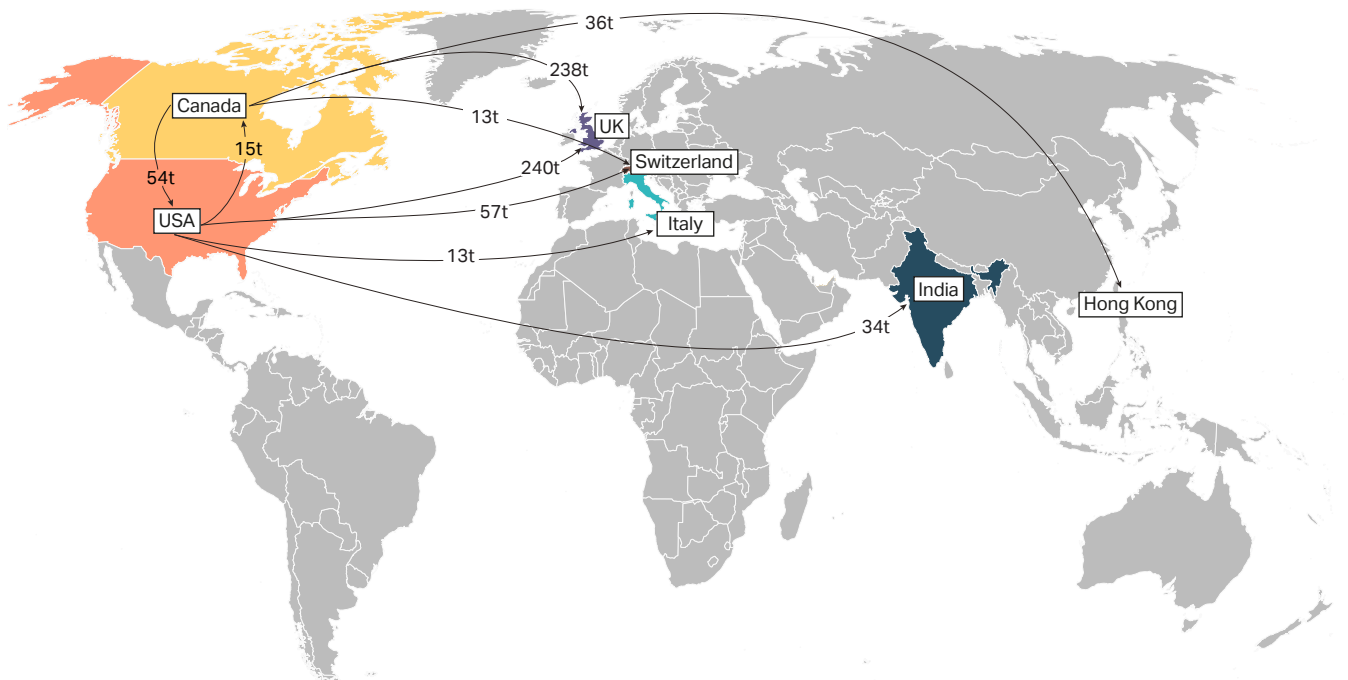 36t
238t
Canada
13t
UK
15t
Switzerland
240t
54t
57t
USA
Italy
13t
India
Hong Kong
34t